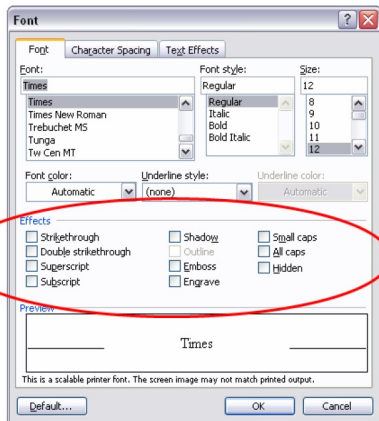 Font
Font Character Spacing Text Effects
Font: Font style: Size:
Times Regular 12
Times Regular 8
Times New Roman Italic 9
Trebuchet MS Bold 10
Tunga Bold Italic 11
Tw Cen MT 12
Font color: Underline style: Underline color:
Automatic (none) Automatic
Effects
Strikethrough Shadow Small caps
Double strikethrough Outline All caps
Superscript Emboss Hidden
Subscript Engrave
Preview
Times
This is a scalable printer font. The screen image may not match printed output.
Default... OK Cancel